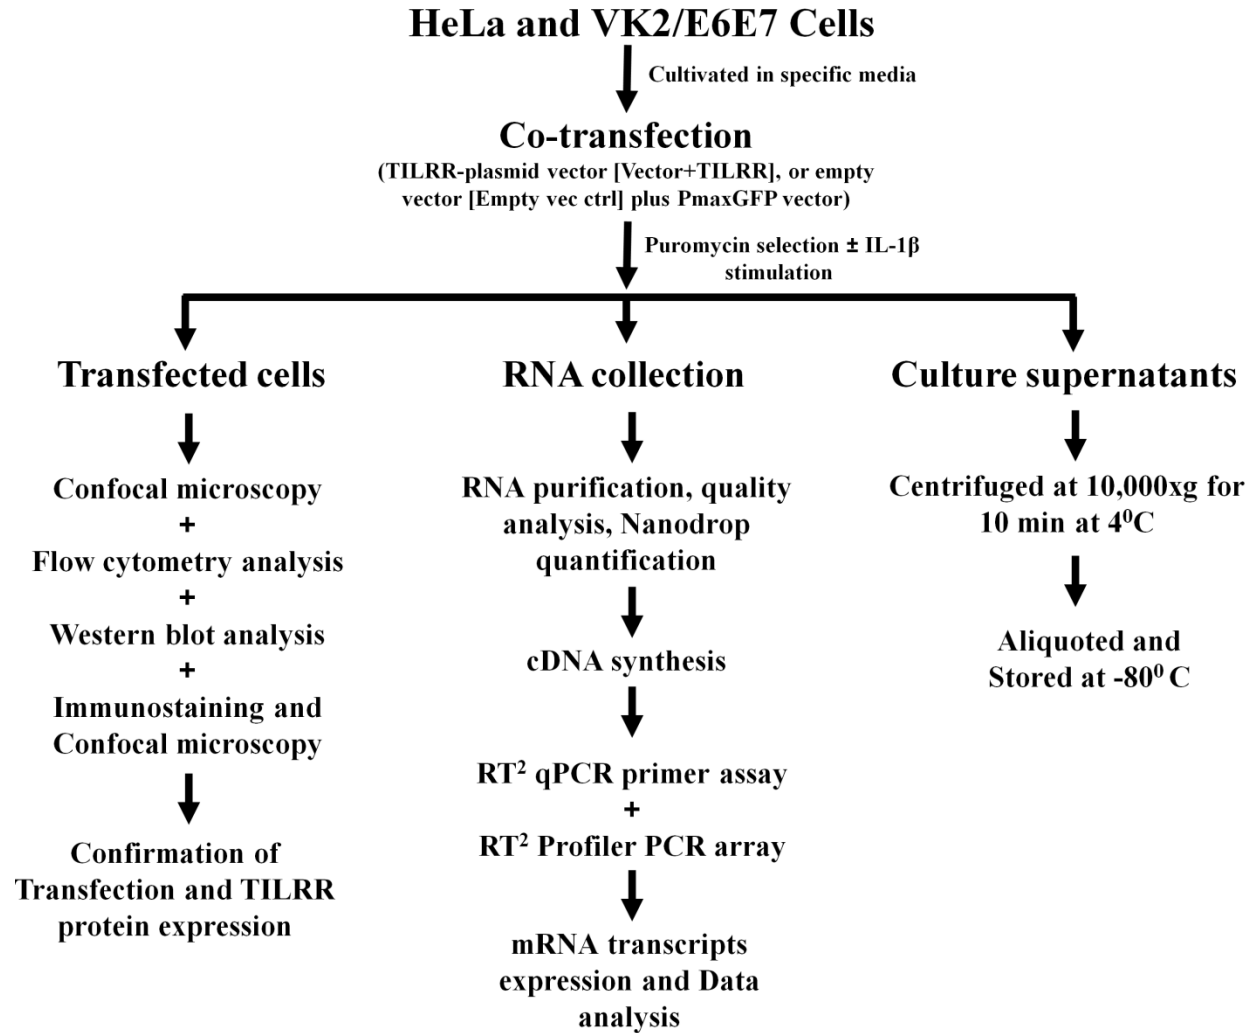 HeLa and VK2/E6E7 Cells
Cultivated in specific media
Co-transfection
(TILRR-plasmid vector [Vector+TILRR], or empty
vector [Empty vec ctrl] plus PmaxGFP vector)
Puromycin selection ± IL-1β
stimulation
Transfected cells
Confocal microscopy
+
Flow cytometry analysis
+
Western blot analysis
+
Immunostaining and
Confocal microscopy
Confirmation of
Transfection and TILRR
protein expression
RNA collection
RNA purification, quality
analysis, Nanodrop
quantification
cDNA synthesis
RT² qPCR primer assay
+
RT² Profiler PCR array
mRNA transcripts
expression and Data
analysis
Culture supernatants
Centrifuged at 10,000xg for
10 min at 4⁰C
Aliquoted and
Stored at -80⁰ C